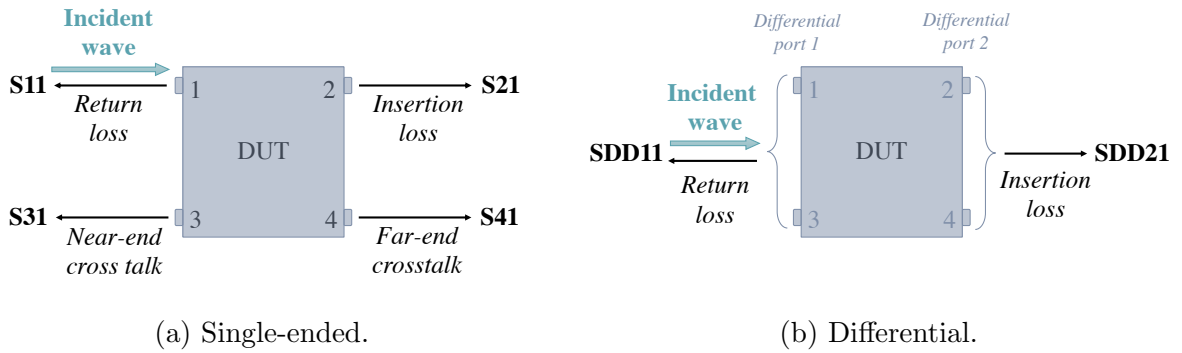 Incident
wave
S11
Return
loss
1
2
S21
Insertion
loss
DUT
S31
Near-end
cross talk
3
4
S41
Far-end
crosstalk
(a) Single-ended.
Differential
port 1
Differential
port 2
Incident
wave
SDD11
Return
loss
1
2
DUT
3
4
SDD21
Insertion
loss
(b) Differential.